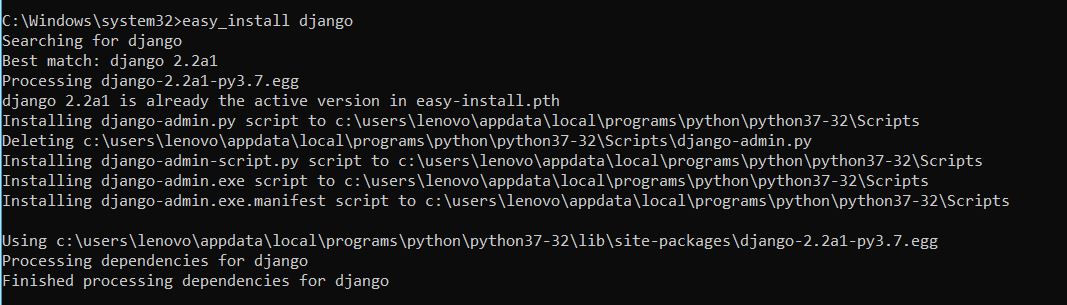 C:\Windows\system32>easy_install django
Searching for django
Best match: django 2.2a1
Processing django-2.2a1-py3.7.egg
django 2.2a1 is already the active version in easy-install.pth
Installing django-admin.py script to c:\users\lenovo\appdata\local\programs\python\python37-32\Scripts
Deleting c:\users\lenovo\appdata\local\programs\python\python37-32\Scripts\django-admin.py
Installing django-admin-script.py script to c:\users\lenovo\appdata\local\programs\python\python37-32\Scripts
Installing django-admin.exe script to c:\users\lenovo\appdata\local\programs\python\python37-32\Scripts
Installing django-admin.exe.manifest script to c:\users\lenovo\appdata\local\programs\python\python37-32\Scripts
Using c:\users\lenovo\appdata\local\programs\python\python37-32\lib\site-packages\django-2.2a1-py3.7.egg
Processing dependencies for django
Finished processing dependencies for django